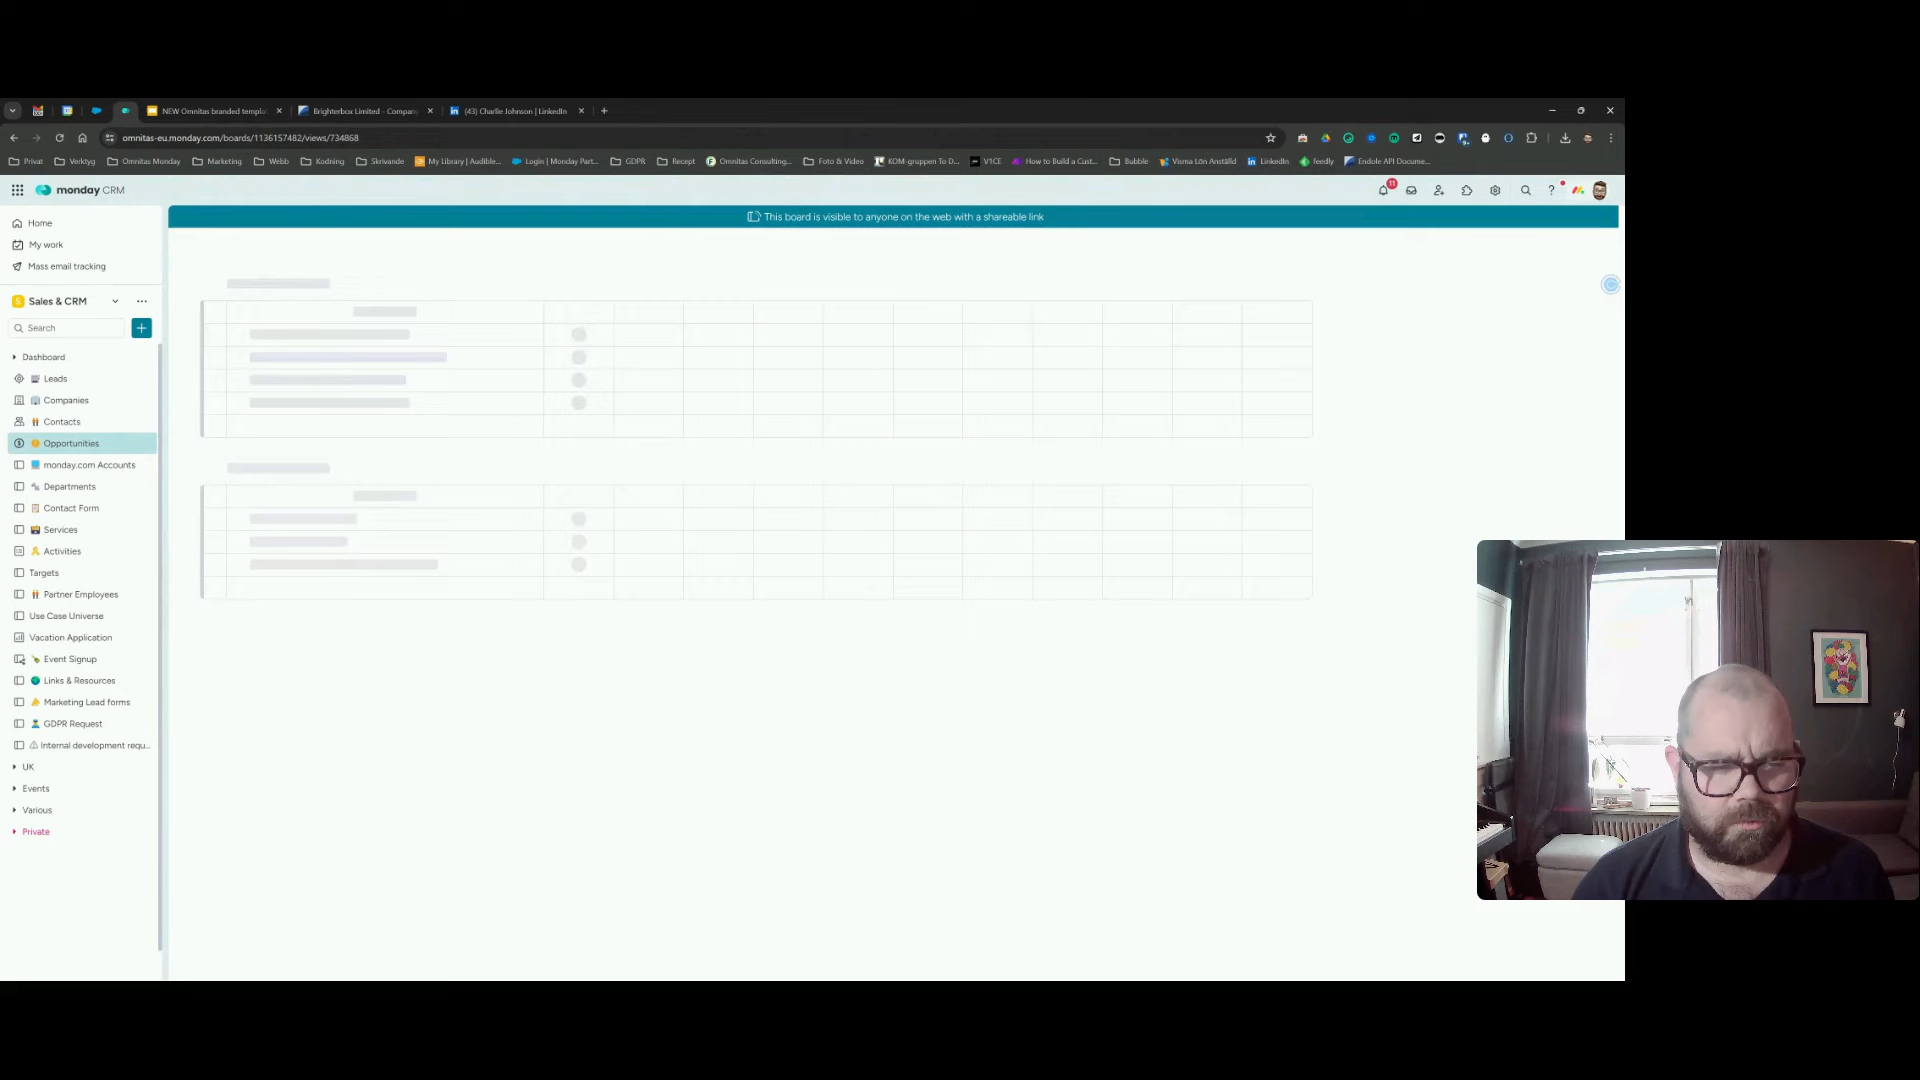 NEW Omnitas branded templa
Brighterbox Limited - Compan
(43) Charlie Johnson | LinkedIn
omnitas-eu.monday.com/boards/1136157482/views/734868
Privat
Verktyg
Omnitas Monday
Marketing
Webb
Kodning
Skrivande
My Library | Audible...
Login | Monday Part...
GDPR
Recept
Omnitas Consulting...
Foto & Video
KOM-gruppen To D...
V1CE
How to Build a Cust...
Bubble
Visma Lön Anställd
LinkedIn
feedly
Endole API Docume...
monday CRM
11
Home
This board is visible to anyone on the web with a shareable link
My work
Mass email tracking
Sales & CRM
Search
Dashboard
Leads
Companies
Contacts
Opportunities
monday.com Accounts
Departments
Contact Form
Services
Activities
Targets
Partner Employees
Use Case Universe
Vacation Application
Event Signup
Links & Resources
Marketing Lead forms
GDPR Request
Internal development requ...
UK
Events
Various
Private